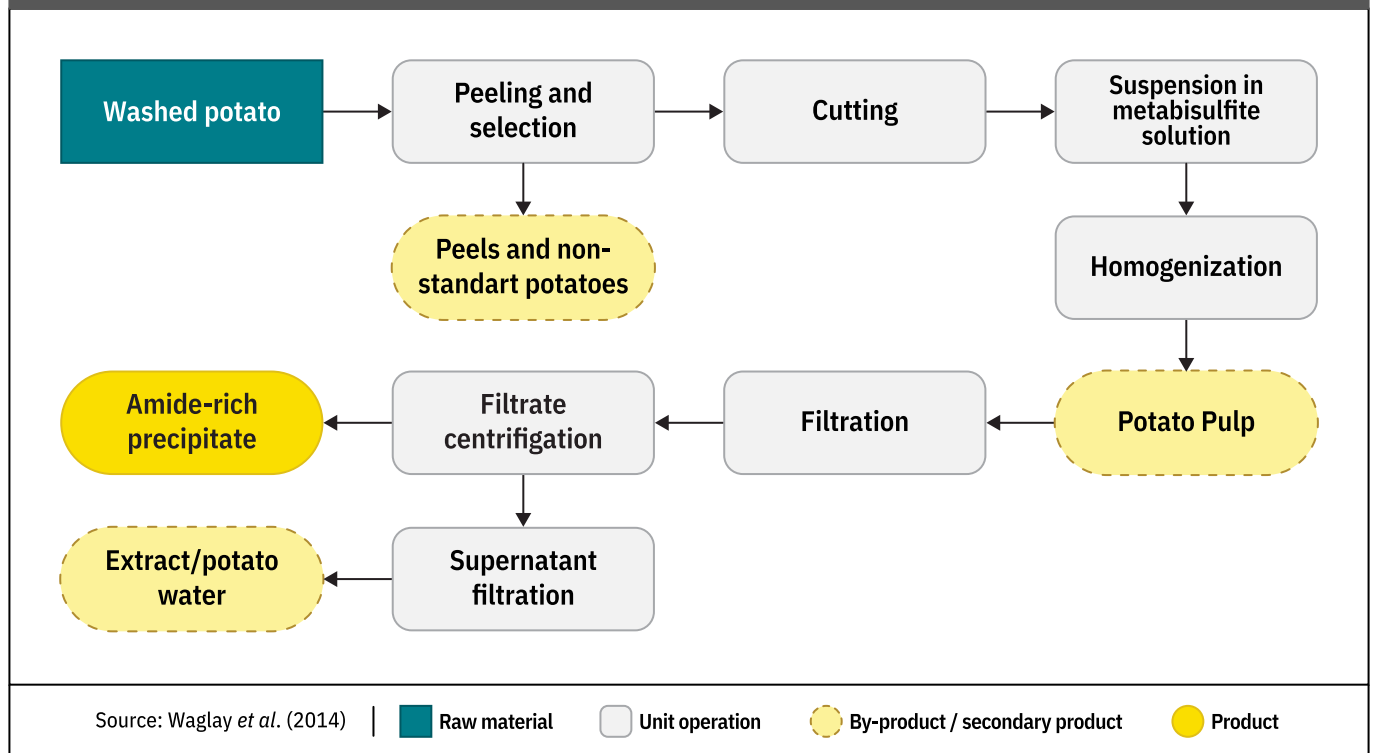 Washed potato
Peeling and
selection
Cutting
Suspension in
metabisulfite
solution
Peels and non-
standart potatoes
Homogenization
Amide-rich
precipitate
Filtrate
centrifigation
Filtration
Potato Pulp
Extract/potato
water
Supernatant
filtration
Source: Waglay et al. (2014)
Raw material
Unit operation
By-product / secondary product
Product